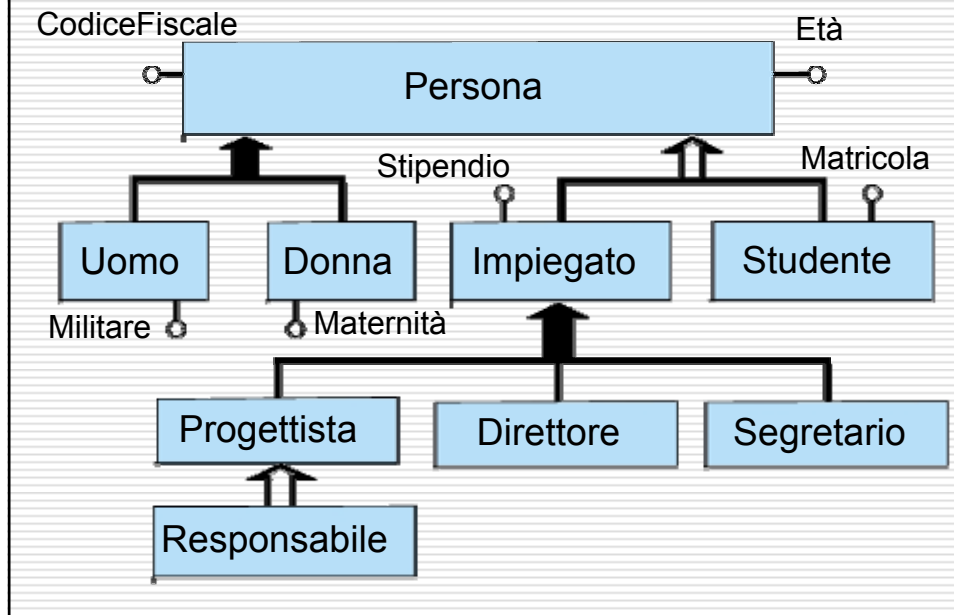 CodiceFiscale
Età
Persona
Stipendio
Matricola
Uomo
Donna
Impiegato
Studente
Militare
Maternità
Progettista
Direttore
Segretario
Responsabile